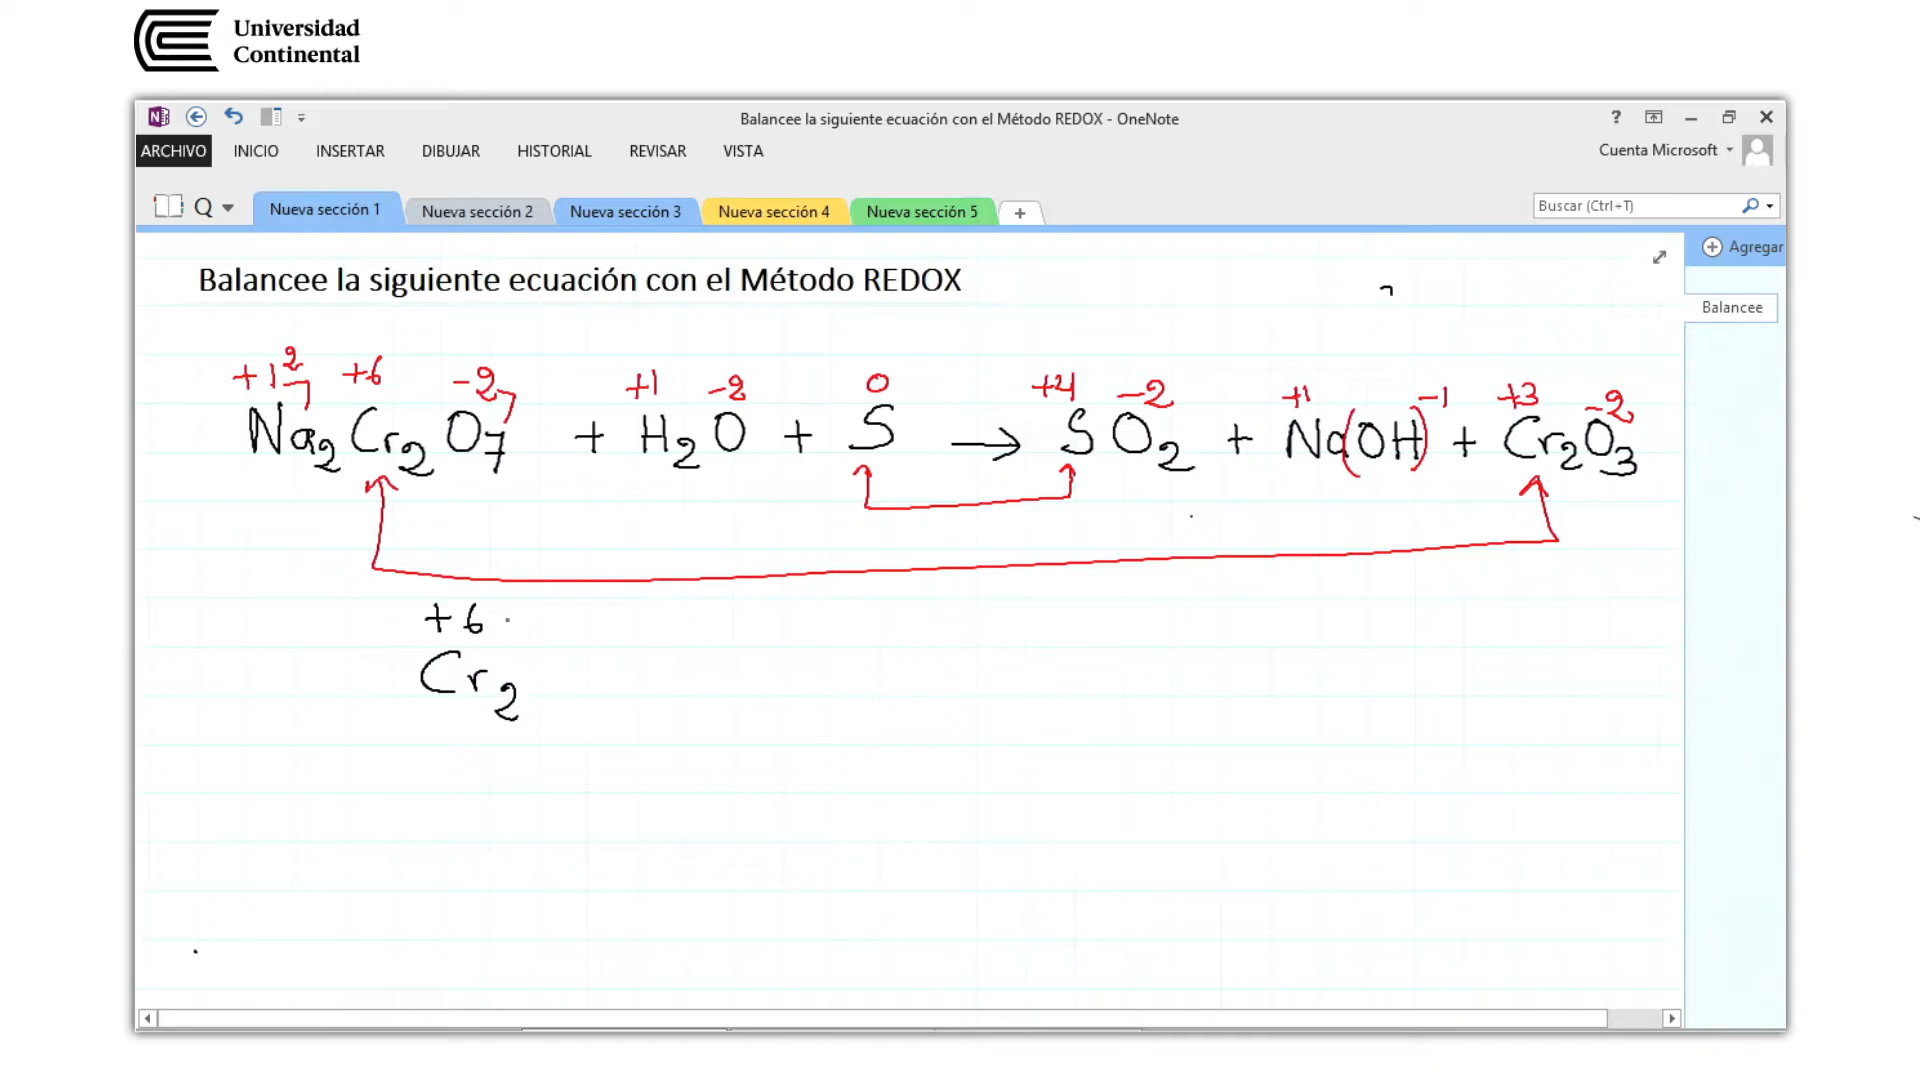 Universidad
Continental
Balancee la siguiente ecuación con el Método REDOX - OneNote
?
ARCHIVO INICIO INSERTAR DIBUJAR HISTORIAL REVISAR VISTA
Cuenta Microsoft
Q Nueva sección 1 Nueva sección 2 Nueva sección 3 Nueva sección 4 Nueva sección 5 +
Buscar (Ctrl+T)
Agregar
Balancee la siguiente ecuación con el Método REDOX
Balancee
+1 2 +6 -2 7 +1 -2 0 +4 -2 +1 -1 +3 -2
Na₂Cr₂O₇ + H₂O + S → SO₂ + Na(OH) + Cr₂O₃
+6
Cr₂